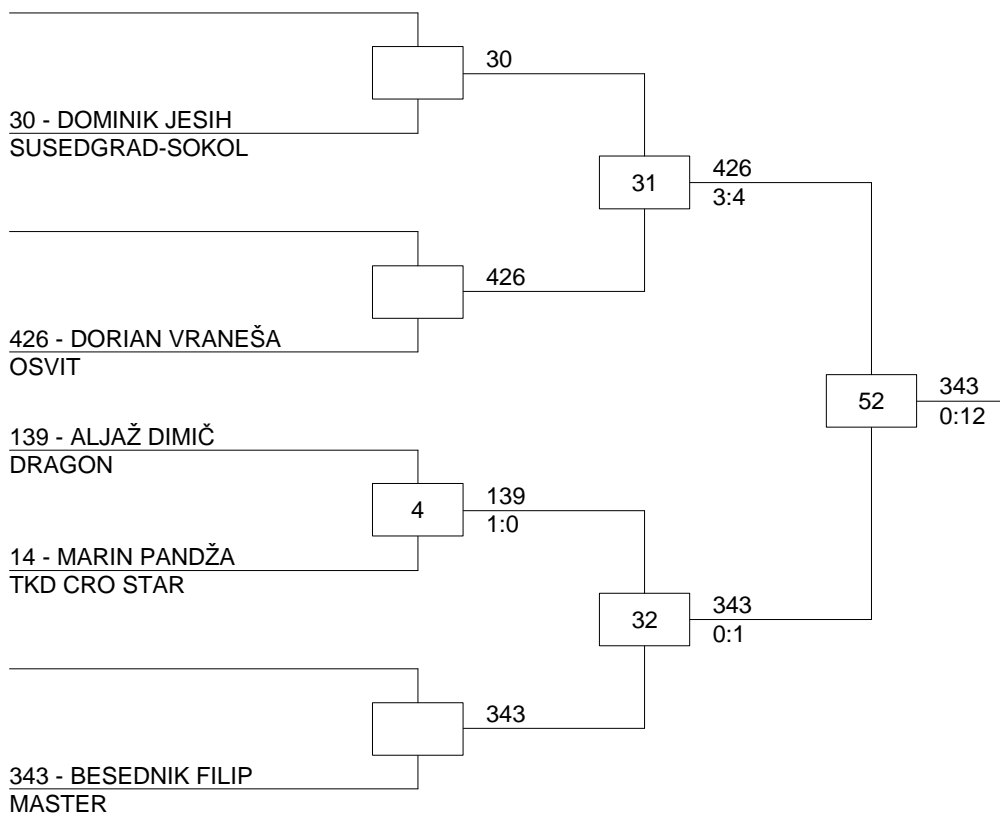 30
30 - DOMINIK JESIH
SUSEDGRAD-SOKOL
31
426
3:4
426
426 - DORIAN VRANEŠA
OSVIT
52
343
0:12
139 - ALJAŽ DIMIČ
DRAGON
4
139
1:0
14 - MARIN PANDŽA
TKD CRO STAR
32
343
0:1
343
343 - BESEDNIK FILIP
MASTER